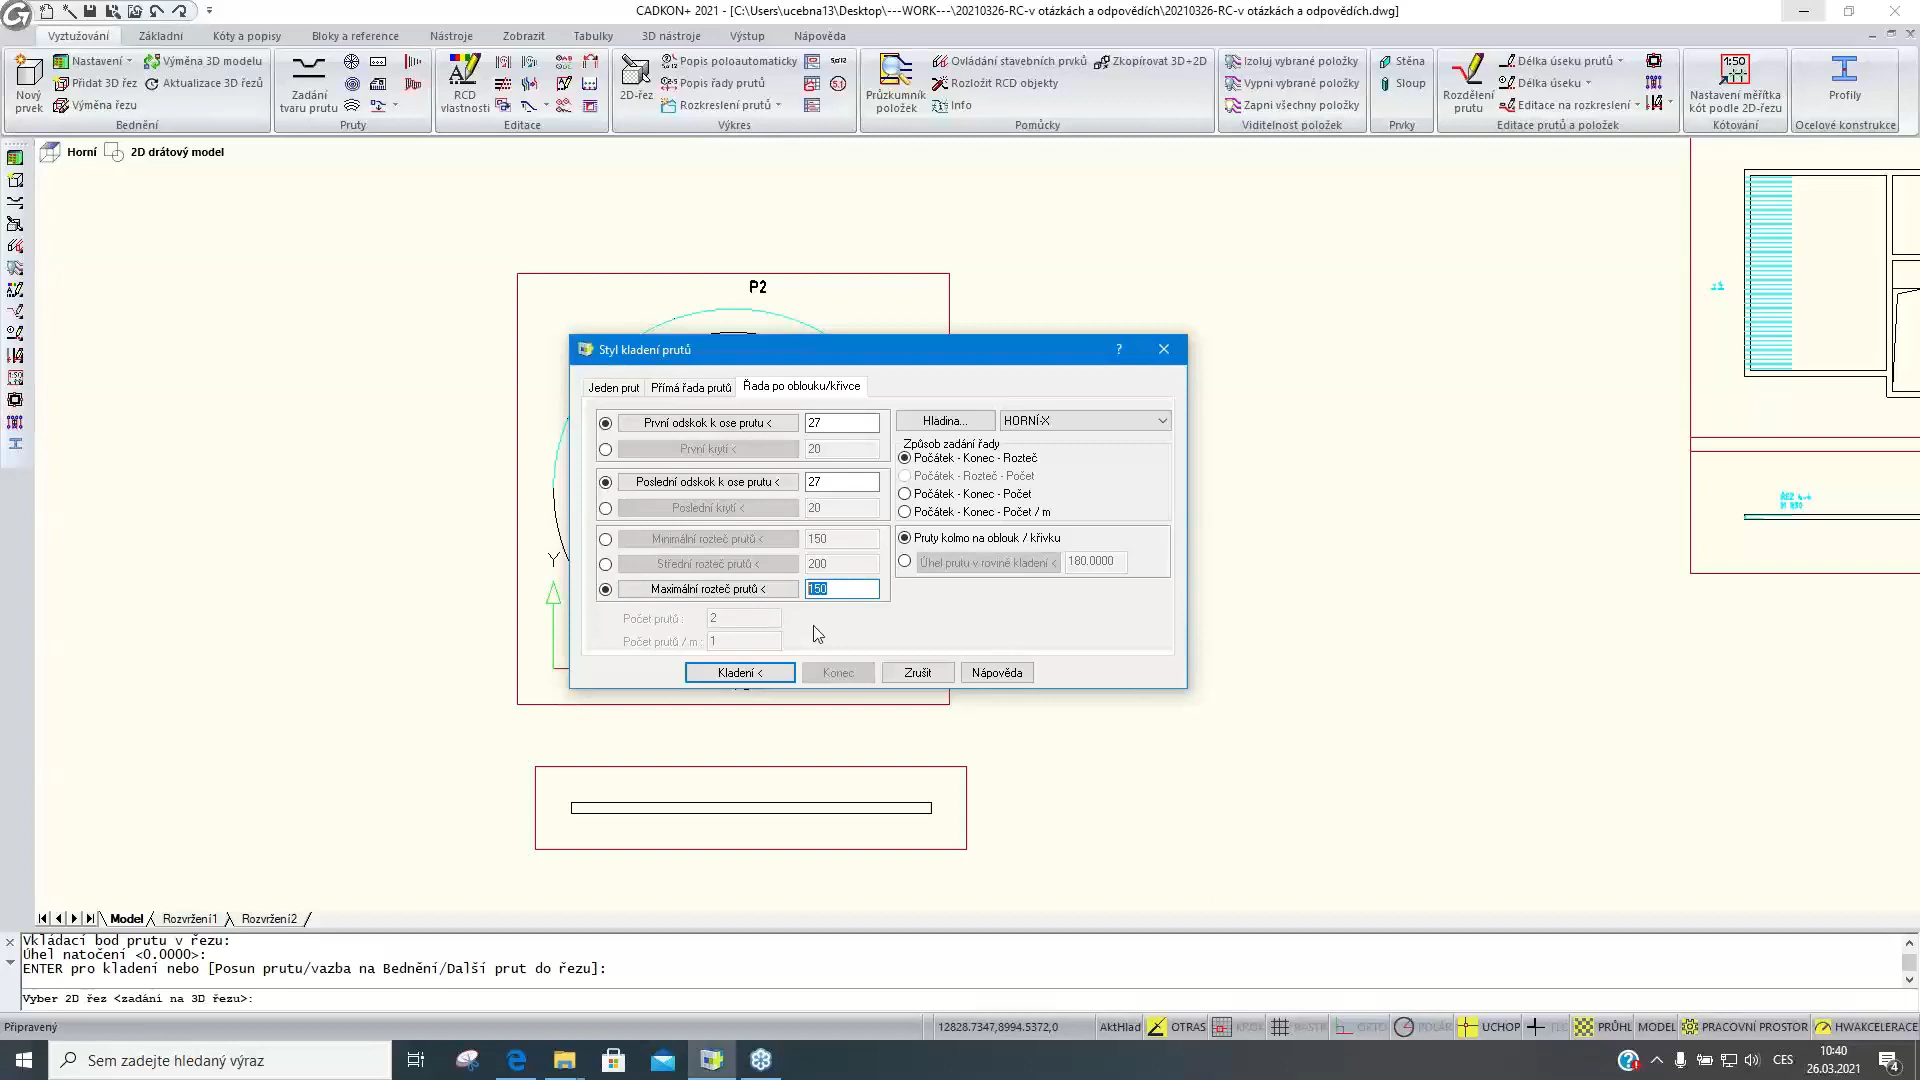 CADKON+ 2021 - [C:\Users\ucebna13\Desktop\---WORK---\20210326-RC-v otázkách a odpovědích\20210326-RC-v otázkách a odpovědích.dwg]
Vyztužování Základní Kóty a popisy Bloky a reference Nástroje Zobrazit Tabulky 3D nástroje Výstup Nápověda
Nový prvek
Nastavení Výměna 3D modelu
Přidat 3D řez Aktualizace 3D řezů
Výměna řezu
Bednění
Zadání tvaru prutu
Pruty
RCD vlastnosti
Editace
2D-řez
Popis poloautomaticky
Popis řady prutů
Rozkreslení prutů
Výkres
Průzkumník položek
Ovládání stavebních prvků Zkopírovat 3D+2D
Rozložit RCD objekty
Info
Pomůcky
Izoluj vybrané položky
Vypni vybrané položky
Zapni všechny položky
Viditelnost položek
Stěna
Sloup
Prvky
Rozdělení prutu
Délka úseku prutů
Délka úseku
Editace na rozkreslení
Editace prutů a položek
1:50
Nastavení měřítka kót podle 2D-řezu
Kótování
Profily
Ocelové konstrukce
Horní 2D drátový model
P2
Y
Styl kladení prutů ?
Jeden prut Přímá řada prutů Řada po oblouku/křivce
První odskok k ose prutu < 27
První krytí < 20
Poslední odskok k ose prutu < 27
Poslední krytí < 20
Minimální rozteč prutů < 150
Střední rozteč prutů < 200
Maximální rozteč prutů < 150
Počet prutů : 2
Počet prutů / m : 1
Hladina... HORNÍ-X
Způsob zadání řady
Počátek - Konec - Rozteč
Počátek - Rozteč - Počet
Počátek - Konec - Počet
Počátek - Konec - Počet / m
Pruty kolmo na oblouk / křivku
Úhel prutu v rovině kladení < 180.0000
Kladení < Konec Zrušit Nápověda
Model Rozvržení1 Rozvržení2
Vkládací bod prutu v řezu:
Úhel natočení <0.0000>:
ENTER pro kladení nebo [Posun prutu/vazba na Bednění/Další prut do řezu]:
Vyber 2D řez <zadání na 3D řezu>:
Připravený 12828.7347,8994.5372,0 AktHlad OTRAS KROK RASTR ORTO POLÁR UCHOP PRŮHL MODEL PRACOVNÍ PROSTOR HWAKCELERACE
Sem zadejte hledaný výraz
CES
10:40
26.03.2021
4